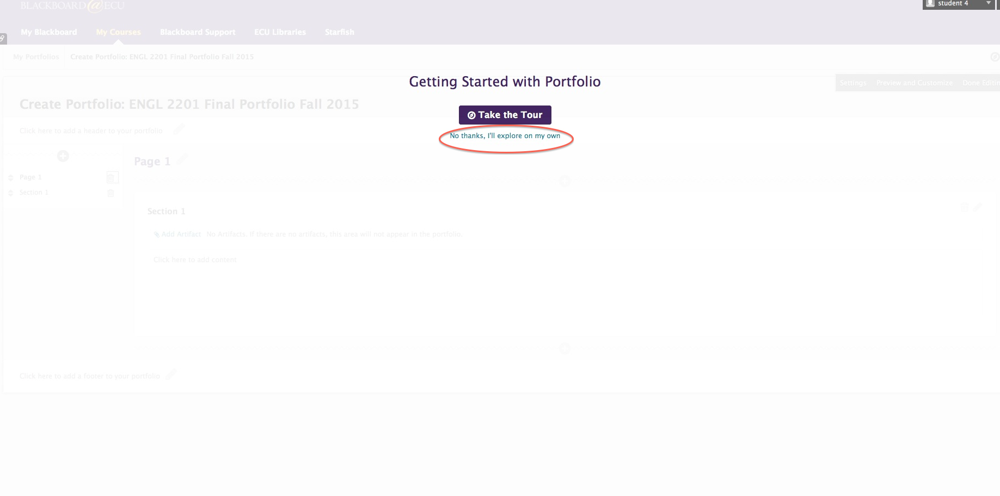 BLACKBOARD@ECU
student 4
My Blackboard My Courses Blackboard Support ECU Libraries Starfish
My Portfolios Create Portfolio: ENGL 2201 Final Portfolio Fall 2015
Getting Started with Portfolio
Settings Preview and Customize Done Editin
Create Portfolio: ENGL 2201 Final Portfolio Fall 2015
Take the Tour
Click here to add a header to your portfolio
No thanks, I'll explore on my own
Page 1
Page 1
Section 1
Section 1
Add Artifact No Artifacts. If there are no artifacts, this area will not appear in the portfolio.
Click here to add content
Click here to add a footer to your portfolio